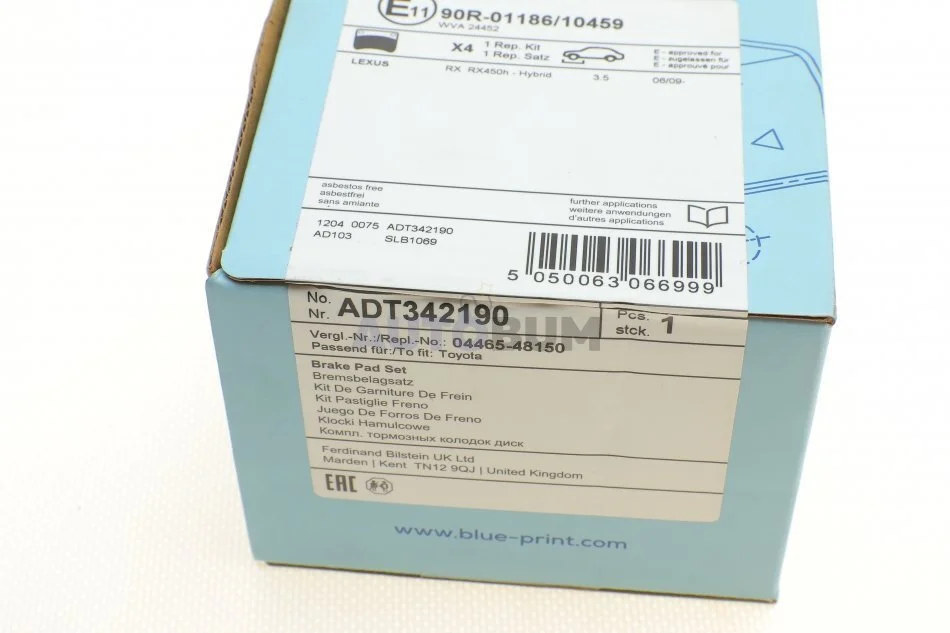 E11 90R-01186/10459
WVA 24452
X4 1 Rep. Kit
1 Rep. Satz
E - approved for
E - zugelassen für
E - approuvé pour
LEXUS RX RX450h - Hybrid 3.5 06/09-
asbestos free
asbestfrei
sans amiante
further applications
weitere anwendungen
d'autres applications
1204 0075 ADT342190
AD103 SLB1069
5 050063 066999
No.
Nr. ADT342190
Pcs.
stck. 1
AUTOBUM
Vergl.-Nr.:/Repl.-No.: 04465-48150
Passend für:/To fit: Toyota
Brake Pad Set
Bremsbelagsatz
Kit De Garniture De Frein
Kit Pastiglie Freno
Juego De Forros De Freno
Klocki Hamulcowe
Компл. тормозных колодок диск
Ferdinand Bilstein UK Ltd
Marden | Kent TN12 9QJ | United Kingdom
EAC
www.blue-print.com